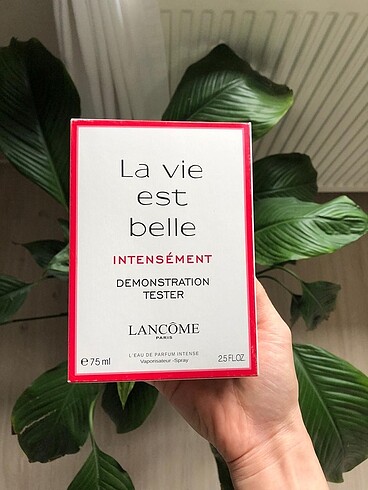 La vie
est
belle
INTENSÉMENT
DEMONSTRATION
TESTER
LANCÔME
PARIS
L'EAU DE PARFUM INTENSE
Vaporisateur - Spray
℮ 75 ml
2.5 FL.OZ